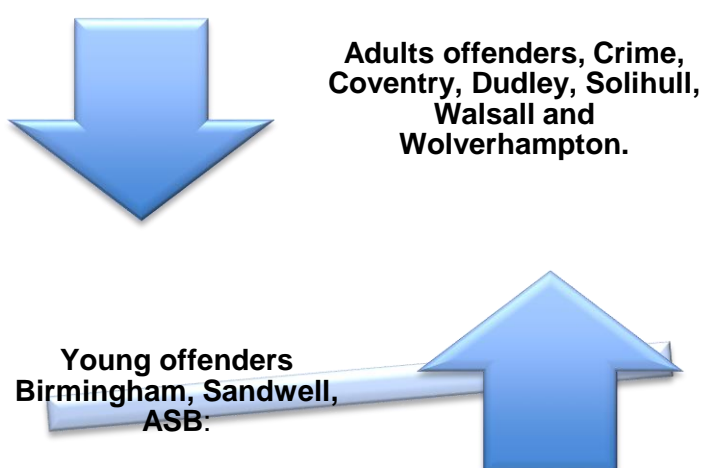 Adults offenders, Crime,
Coventry, Dudley, Solihull,
Walsall and
Wolverhampton.
Young offenders
Birmingham, Sandwell,
ASB: